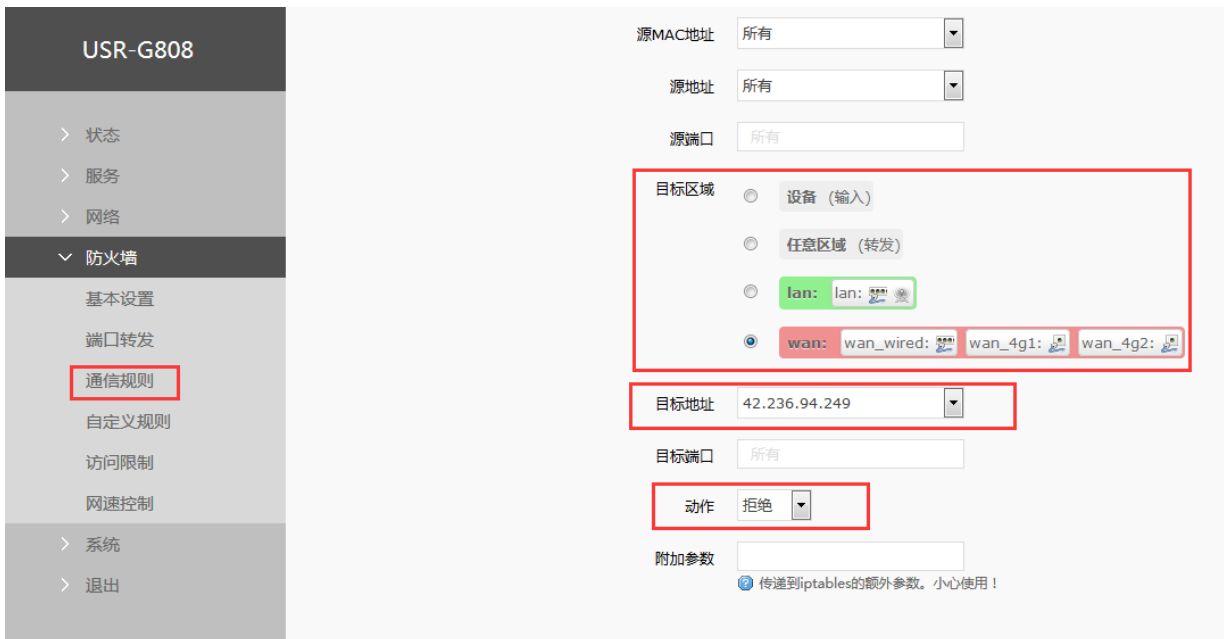 USR-G808
状态
服务
网络
防火墙
基本设置
端口转发
通信规则
自定义规则
访问限制
网速控制
系统
退出
源MAC地址 所有
源地址 所有
源端口 所有
目标区域 设备 (输入)
任意区域 (转发)
lan: lan:
wan: wan_wired: wan_4g1: wan_4g2:
目标地址 42.236.94.249
目标端口 所有
动作 拒绝
附加参数
传递到iptables的额外参数。小心使用！